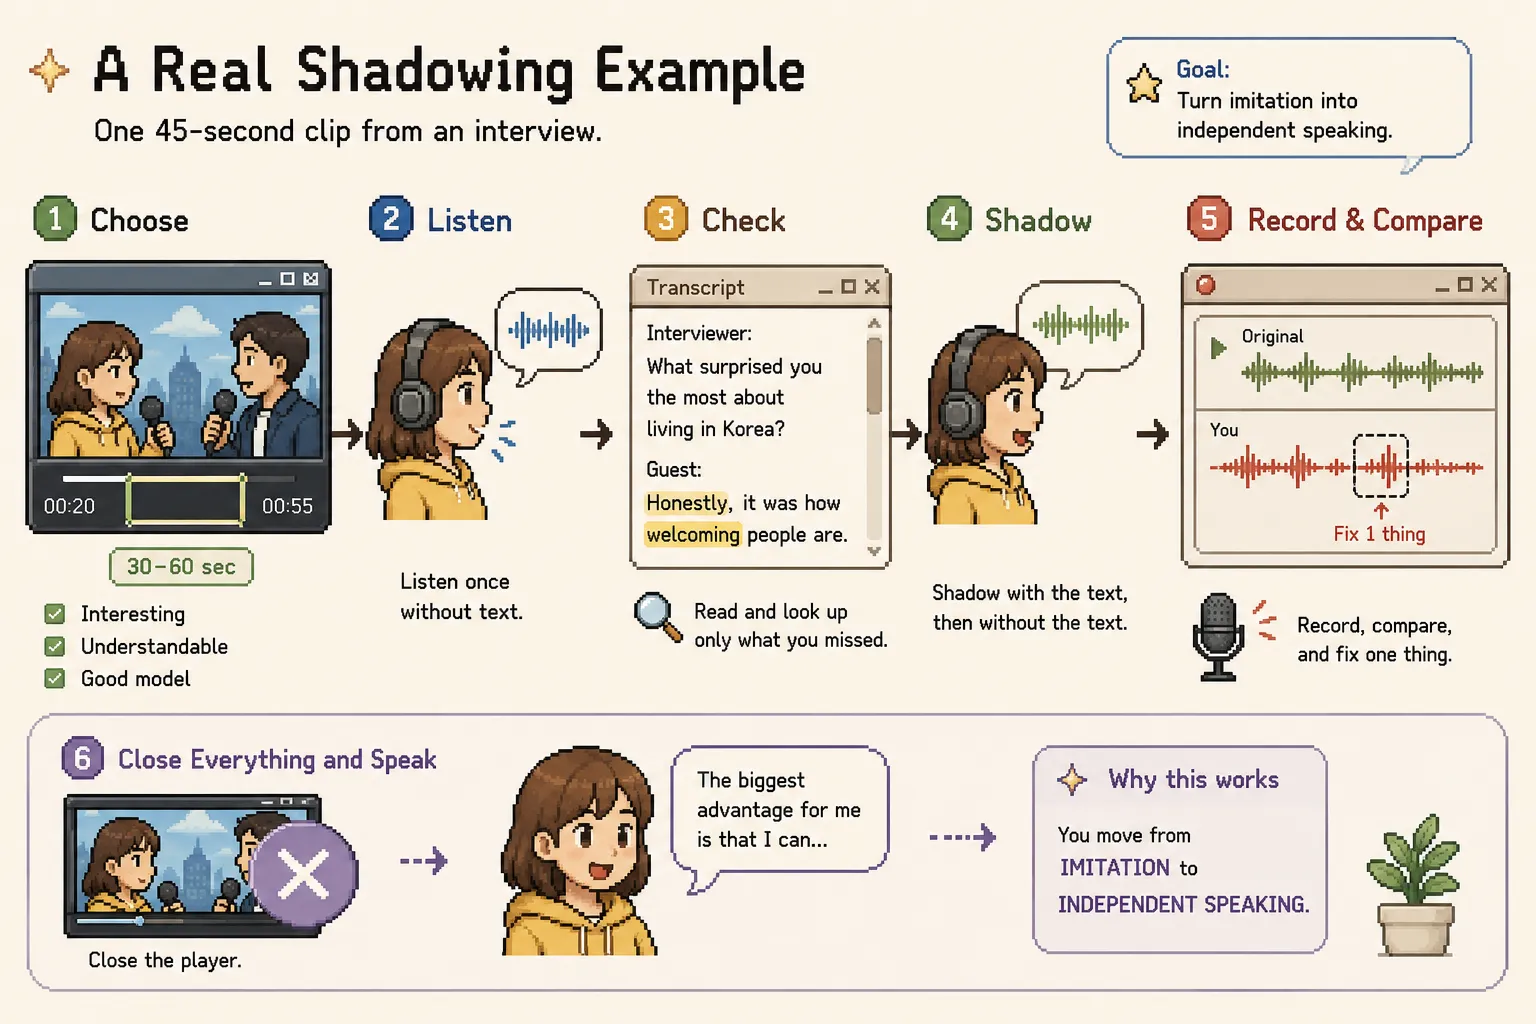 A Real Shadowing Example
One 45-second clip from an interview.
Goal:
Turn imitation into
independent speaking.
1 Choose
00:20
00:55
30-60 sec
Interesting
Understandable
Good model
2 Listen
Listen once
without text.
3 Check
Transcript
Interviewer:
What surprised you
the most about
living in Korea?
Guest:
Honestly, it was how
welcoming people are.
Read and look up
only what you missed.
4 Shadow
Shadow with the text,
then without the text.
5 Record & Compare
Original
You
Fix 1 thing
Record, compare,
and fix one thing.
6 Close Everything and Speak
Close the player.
The biggest
advantage for me
is that I can...
Why this works
You move from
IMITATION to
INDEPENDENT SPEAKING.